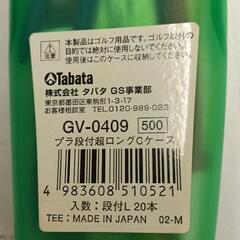 本製品はゴルフ用品です。ゴルフ以外の
目的では絶対に使用しないでください。使用
後はこのケースに収納してください。
注意
Tabata
株式会社 タバタ GS事業部
東京都墨田区東駒形1-3-17
お客様相談室 TEL.0120-989-023
GV-0409 500
プラ段付超ロングCケース
4 983608 510521
入数：段付L 20本
TEE：MADE IN JAPAN 02-M